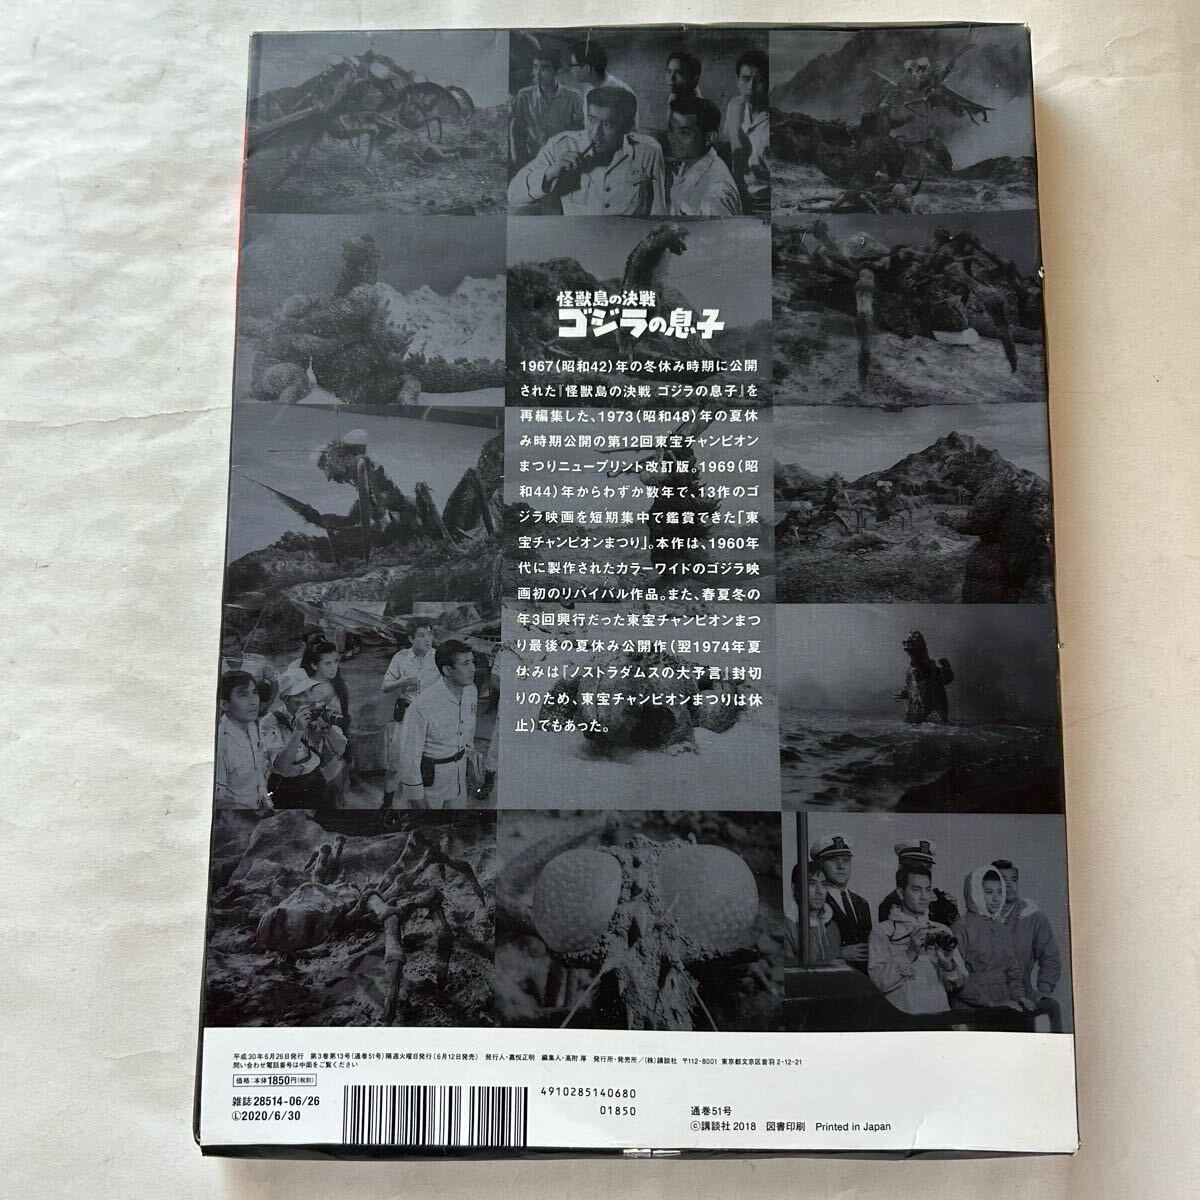 怪獣島の決戦
ゴジラの息子
1967(昭和42)年の冬休み時期に公開
された『怪獣島の決戦 ゴジラの息子』を
再編集した、1973(昭和48)年の夏休
み時期公開の第12回東宝チャンピオン
まつりニュープリント改訂版。1969(昭
和44)年からわずか数年で、13作のゴ
ジラ映画を短期集中で鑑賞できた「東
宝チャンピオンまつり」。本作は、1960年
代に製作されたカラーワイドのゴジラ映
画初のリバイバル作品。また、春夏冬の
年3回興行だった東宝チャンピオンまつ
り最後の夏休み公開作(翌1974年夏
休みは『ノストラダムスの大予言』封切
りのため、東宝チャンピオンまつりは休
止)でもあった。
平成30年6月26日発行 第3巻第13号(通巻51号)隔週火曜日発行(6月12日発売) 発行人・嘉悦正明 編集人・高附 厚 発行所・発売所/(株)講談社 〒112-8001 東京都文京区音羽2-12-21
問い合わせ電話番号は中面をご覧ください
価格:本体1850円(税別)
雑誌28514-06/26
Ⓛ2020/6/30
4910285140680
01850
通巻51号
©講談社 2018 図書印刷 Printed in Japan